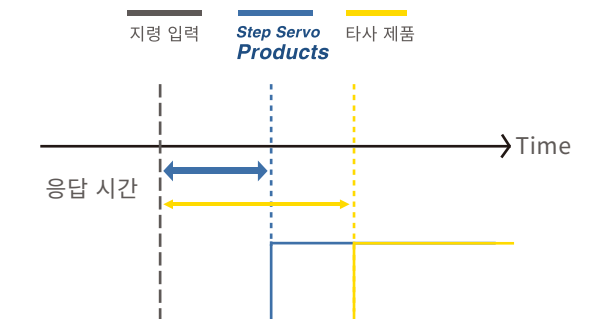 지령 입력
Step Servo
Products
타사 제품
Time
응답 시간